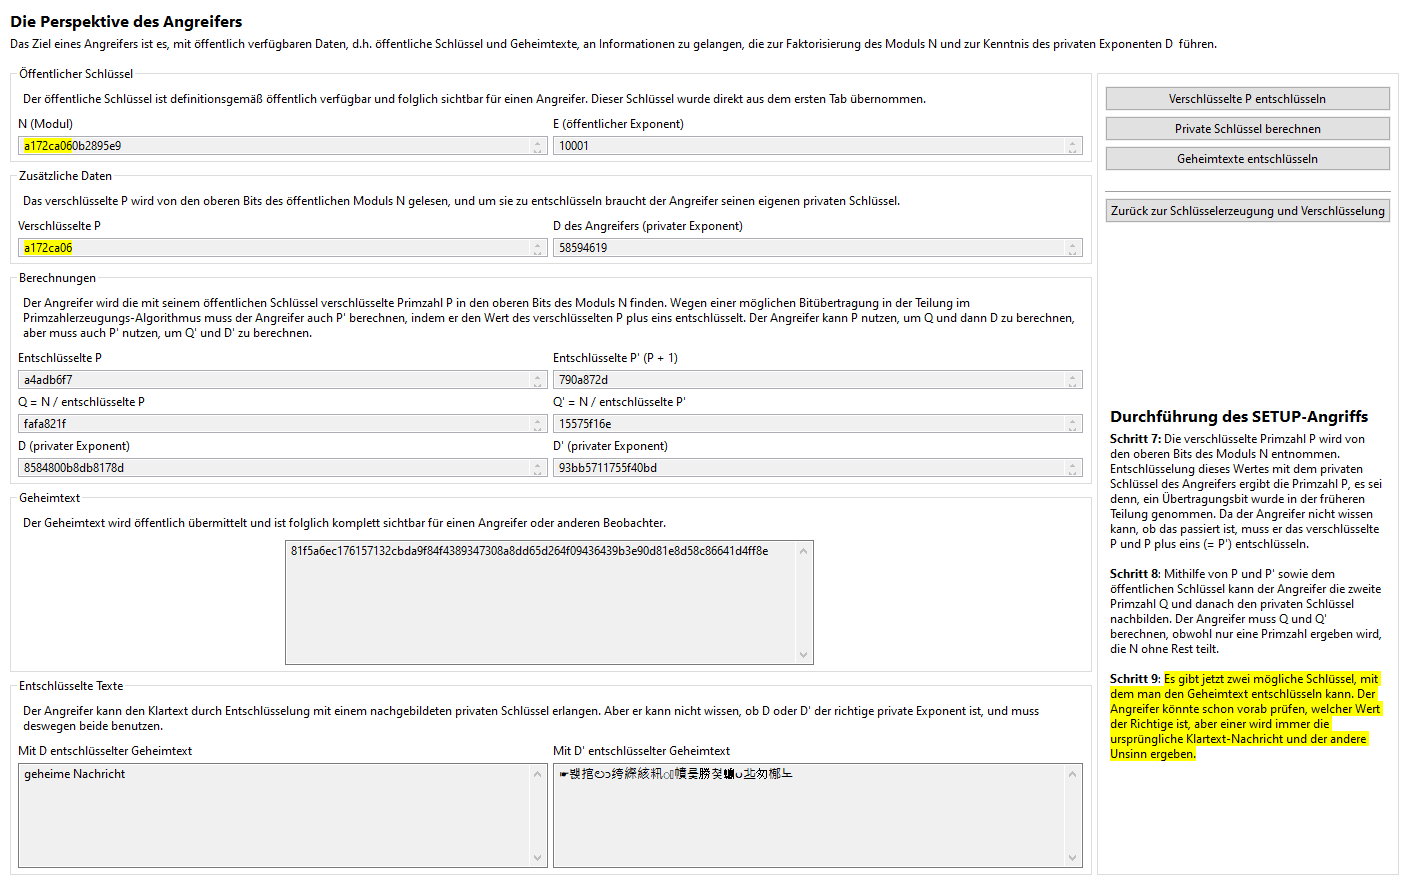 Die Perspektive des Angreifers
Das Ziel eines Angreifers ist es, mit öffentlich verfügbaren Daten, d.h. öffentliche Schlüssel und Geheimtexte, an Informationen zu gelangen, die zur Faktorisierung des Moduls N und zur Kenntnis des privaten Exponenten D führen.
Öffentlicher Schlüssel
Der öffentliche Schlüssel ist definitionsgemäß öffentlich verfügbar und folglich sichtbar für einen Angreifer. Dieser Schlüssel wurde direkt aus dem ersten Tab übernommen.
N (Modul)
a172ca060b2895e9
E (öffentlicher Exponent)
10001
Zusätzliche Daten
Das verschlüsselte P wird von den oberen Bits des öffentlichen Moduls N gelesen, und um sie zu entschlüsseln braucht der Angreifer seinen eigenen privaten Schlüssel.
Verschlüsselte P
a172ca06
D des Angreifers (privater Exponent)
58594619
Berechnungen
Der Angreifer wird die mit seinem öffentlichen Schlüssel verschlüsselte Primzahl P in den oberen Bits des Moduls N finden. Wegen einer möglichen Bitübertragung in der Teilung im
Primzahlerzeugungs-Algorithmus muss der Angreifer auch P' berechnen, indem er den Wert des verschlüsselten P plus eins entschlüsselt. Der Angreifer kann P nutzen, um Q und dann D zu berechnen,
aber muss auch P' nutzen, um Q' und D' zu berechnen.
Entschlüsselte P
a4adb6f7
Entschlüsselte P' (P + 1)
790a872d
Q = N / entschlüsselte P
fafa821f
Q' = N / entschlüsselte P'
15575f16e
D (privater Exponent)
8584800b8db8178d
D' (privater Exponent)
93bb5711755f40bd
Geheimtext
Der Geheimtext wird öffentlich übermittelt und ist folglich komplett sichtbar für einen Angreifer oder anderen Beobachter.
81f5a6ec176157132cbda9f84f4389347308a8dd65d264f09436439b3e90d81e8d58c86641d4ff8e
Entschlüsselte Texte
Der Angreifer kann den Klartext durch Entschlüsselung mit einem nachgebildeten privaten Schlüssel erlangen. Aber er kann nicht wissen, ob D oder D' der richtige private Exponent ist, und muss
deswegen beide benutzen.
Mit D entschlüsselter Geheimtext
geheime Nachricht
Mit D' entschlüsselter Geheimtext
Verschlüsselte P entschlüsseln
Private Schlüssel berechnen
Geheimtexte entschlüsseln
Zurück zur Schlüsselerzeugung und Verschlüsselung
Durchführung des SETUP-Angriffs
Schritt 7: Die verschlüsselte Primzahl P wird von
den oberen Bits des Moduls N entnommen.
Entschlüsselung dieses Wertes mit dem privaten
Schlüssel des Angreifers ergibt die Primzahl P, es sei
denn, ein Übertragungsbit wurde in der früheren
Teilung genommen. Da der Angreifer nicht wissen
kann, ob das passiert ist, muss er das verschlüsselte
P und P plus eins (= P') entschlüsseln.
Schritt 8: Mithilfe von P und P' sowie dem
öffentlichen Schlüssel kann der Angreifer die zweite
Primzahl Q und danach den privaten Schlüssel
nachbilden. Der Angreifer muss Q und Q'
berechnen, obwohl nur eine Primzahl ergeben wird,
die N ohne Rest teilt.
Schritt 9: Es gibt jetzt zwei mögliche Schlüssel, mit
dem man den Geheimtext entschlüsseln kann. Der
Angreifer könnte schon vorab prüfen, welcher Wert
der Richtige ist, aber einer wird immer die
ursprüngliche Klartext-Nachricht und der andere
Unsinn ergeben.